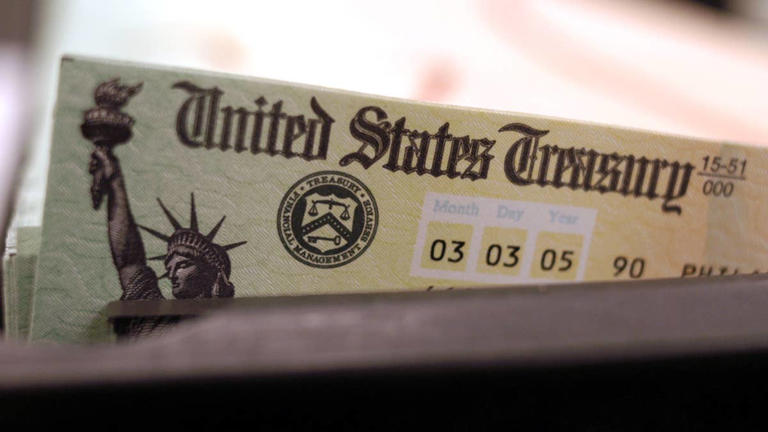 United States Treasury 15-51
000
TREASURY
FINANCIAL MANAGEMENT SERVICE
Month Day Year
03 03 05 90